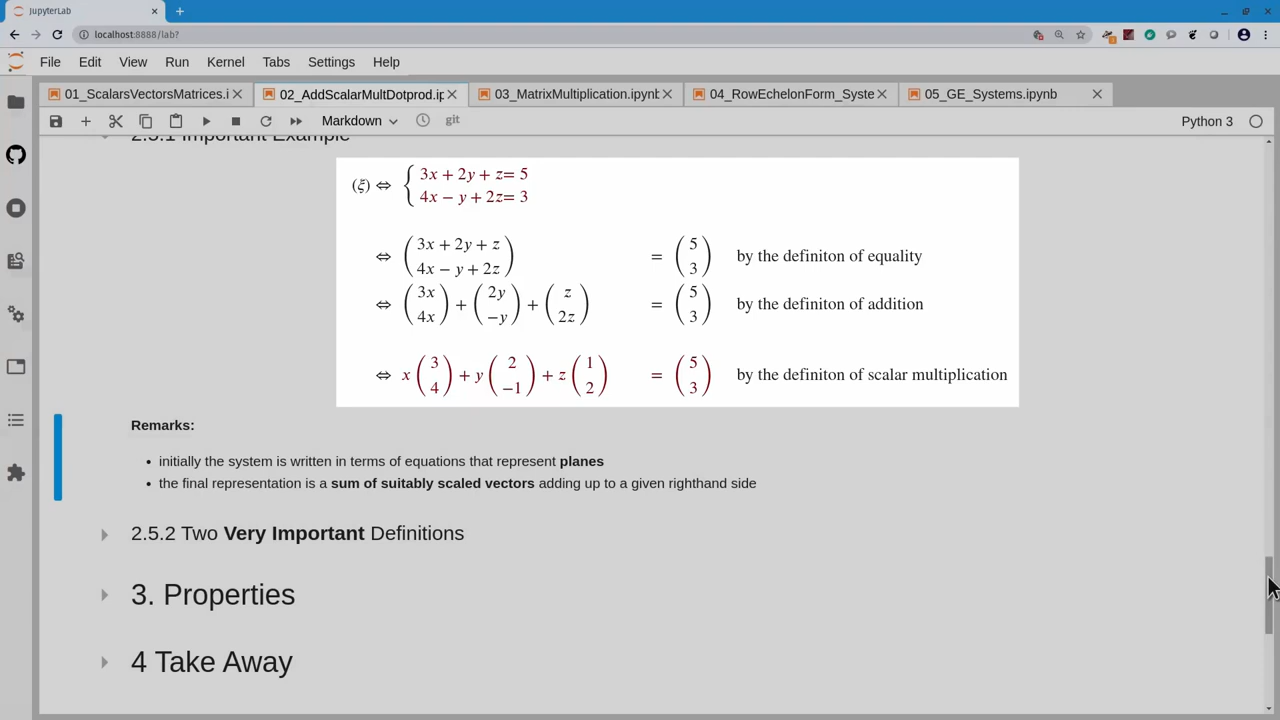 JupyterLab
localhost:8888/lab?
File Edit View Run Kernel Tabs Settings Help
01_ScalarsVectorsMatrices.i 02_AddScalarMultDotprod.ip 03_MatrixMultiplication.ipynb 04_RowEchelonForm_Syste 05_GE_Systems.ipynb
Markdown git Python 3
2.5.1 Important Example
(ξ) ⇔ { 3x + 2y + z= 5
4x − y + 2z= 3
⇔ ( 3x + 2y + z ) = ( 5 ) by the definiton of equality
4x − y + 2z 3
⇔ ( 3x ) + ( 2y ) + ( z ) = ( 5 ) by the definiton of addition
4x −y 2z 3
⇔ x ( 3 ) + y ( 2 ) + z ( 1 ) = ( 5 ) by the definiton of scalar multiplication
4 −1 2 3
Remarks:
• initially the system is written in terms of equations that represent planes
• the final representation is a sum of suitably scaled vectors adding up to a given righthand side
2.5.2 Two Very Important Definitions
3. Properties
4 Take Away